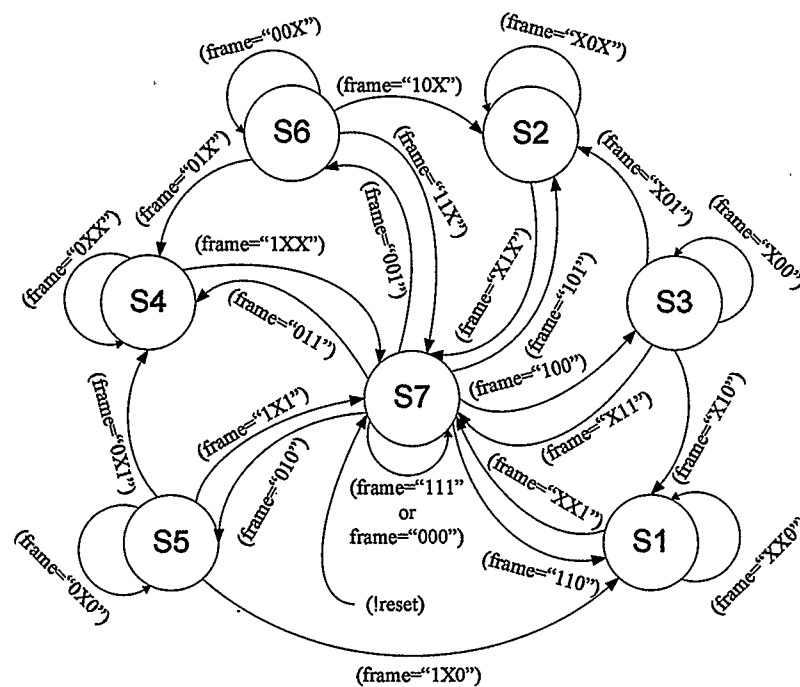 (frame=“00X”)
(frame=“X0X”)
(frame=“10X”)
S6
S2
(frame=“01X”)
(frame=“11X”)
(frame=“X01”)
(frame=“0XX”)
(frame=“1XX”)
(frame=“001”)
(frame=“X1X”)
(frame=“101”)
(frame=“X00”)
S4
S3
(frame=“011”)
(frame=“100”)
S7
(frame=“0X1”)
(frame=“1X1”)
(frame=“X11”)
(frame=“X10”)
(frame=“010”)
(frame=“111”
or
frame=“000”)
(frame=“XX1”)
S5
S1
(frame=“0X0”)
(frame=“110”)
(frame=“XX0”)
(!reset)
(frame=“1X0”)